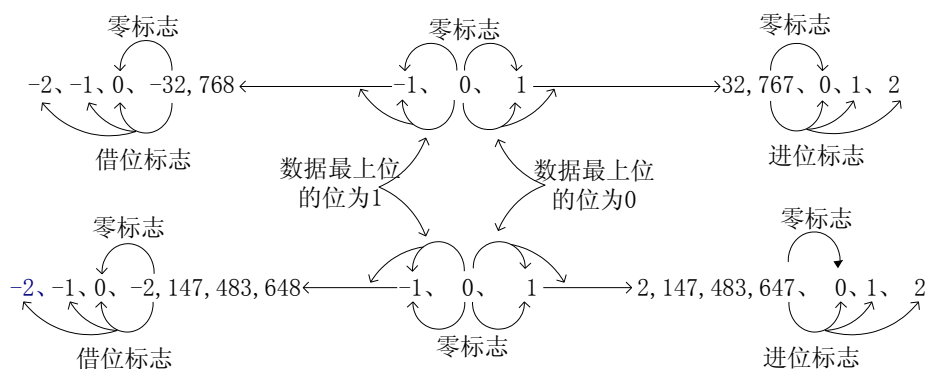 零标志 零标志 零标志
-2、-1、0、-32,768 -1、 0、 1 32,767、0、1、2
借位标志 进位标志
数据最上位 数据最上位
的位为1 的位为0
零标志 零标志
-2、-1、0、-2,147,483,648 -1、 0、 1 2,147,483,647、 0、1、 2
借位标志 零标志 进位标志